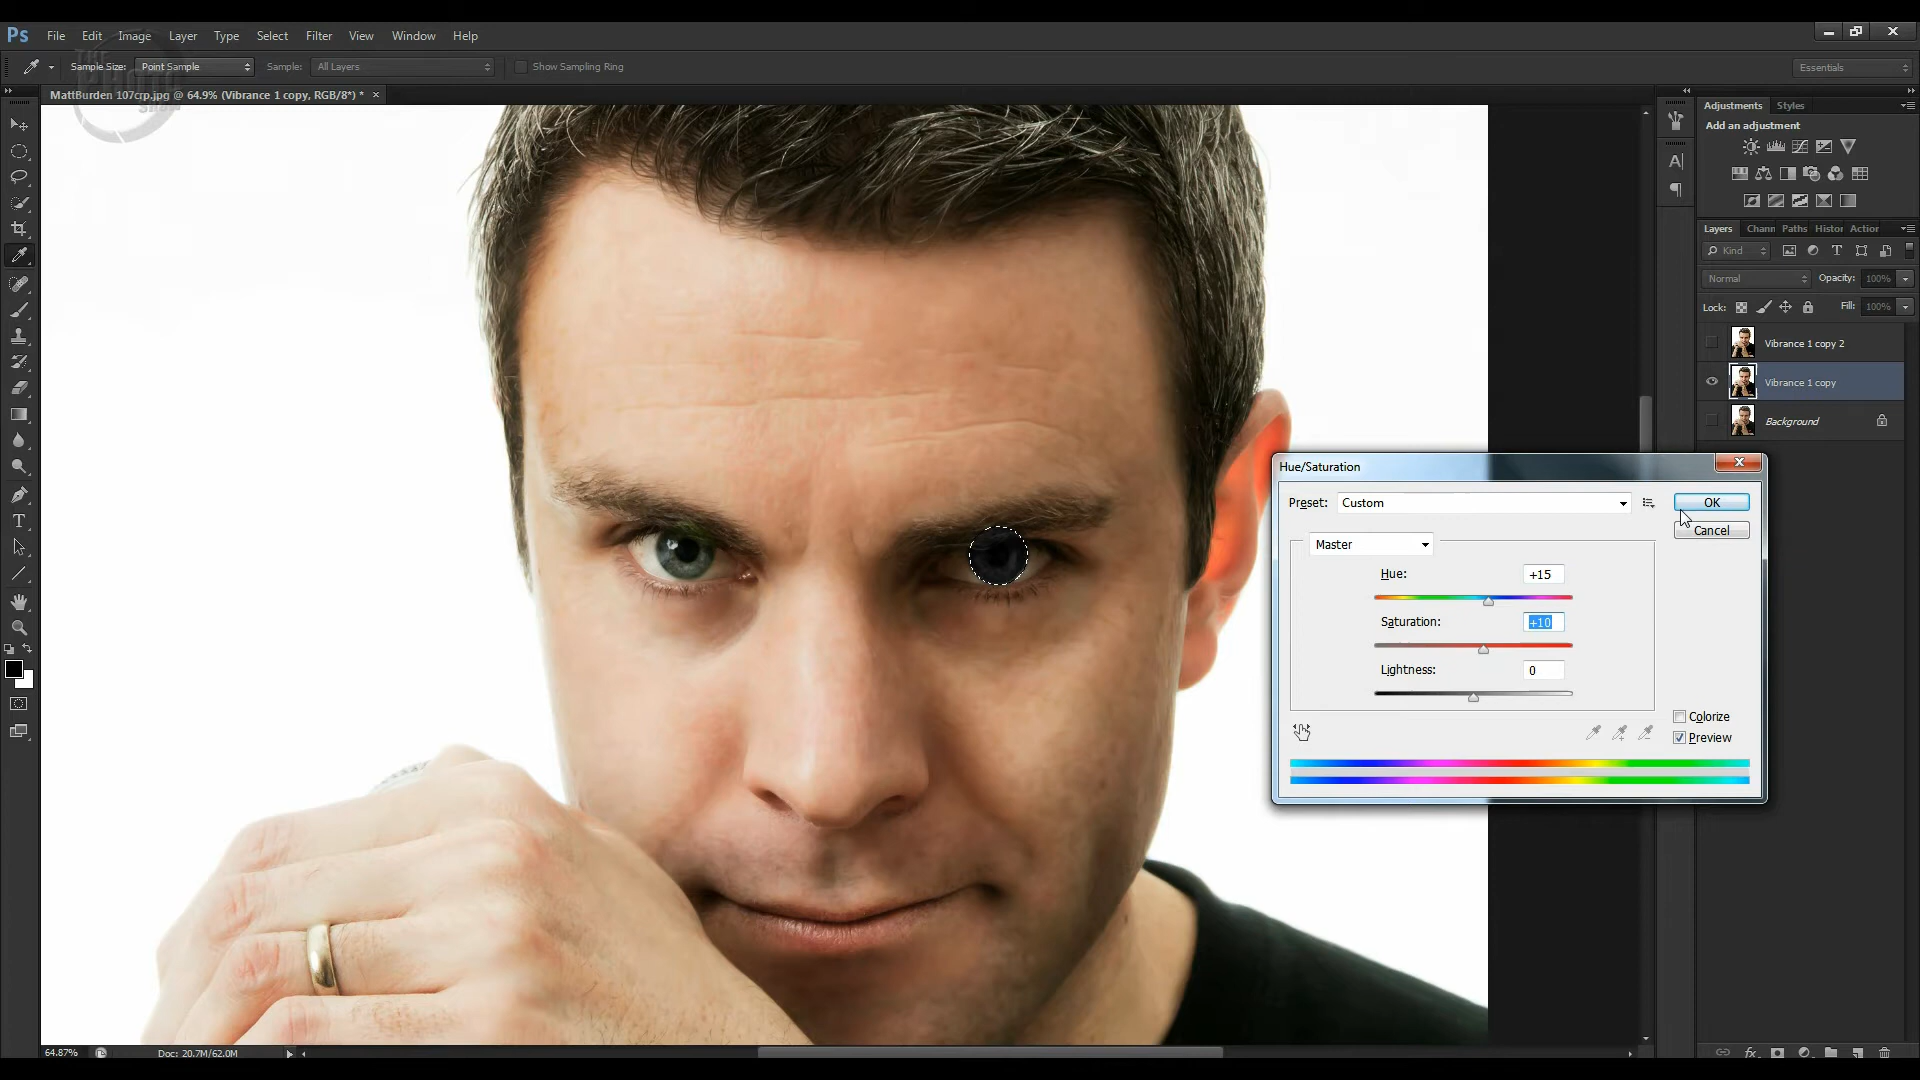 Ps File Edit Image Layer Type Select Filter View Window Help
Sample Size: Point Sample Sample: All Layers Show Sampling Ring Essentials
MattBurden 107crp.jpg @ 64.9% (Vibrance 1 copy, RGB/8*) * ×
THE PHOTO SHOP
Adjustments Styles
Add an adjustment
Layers Chann Paths Histor Action
Kind
Normal Opacity: 100%
Lock: Fill: 100%
Vibrance 1 copy 2
Vibrance 1 copy
Background
Hue/Saturation
Preset: Custom OK
Cancel
Master
Hue: +15
Saturation: +10
Lightness: 0
Colorize
Preview
64.87% Doc: 20.7M/62.0M